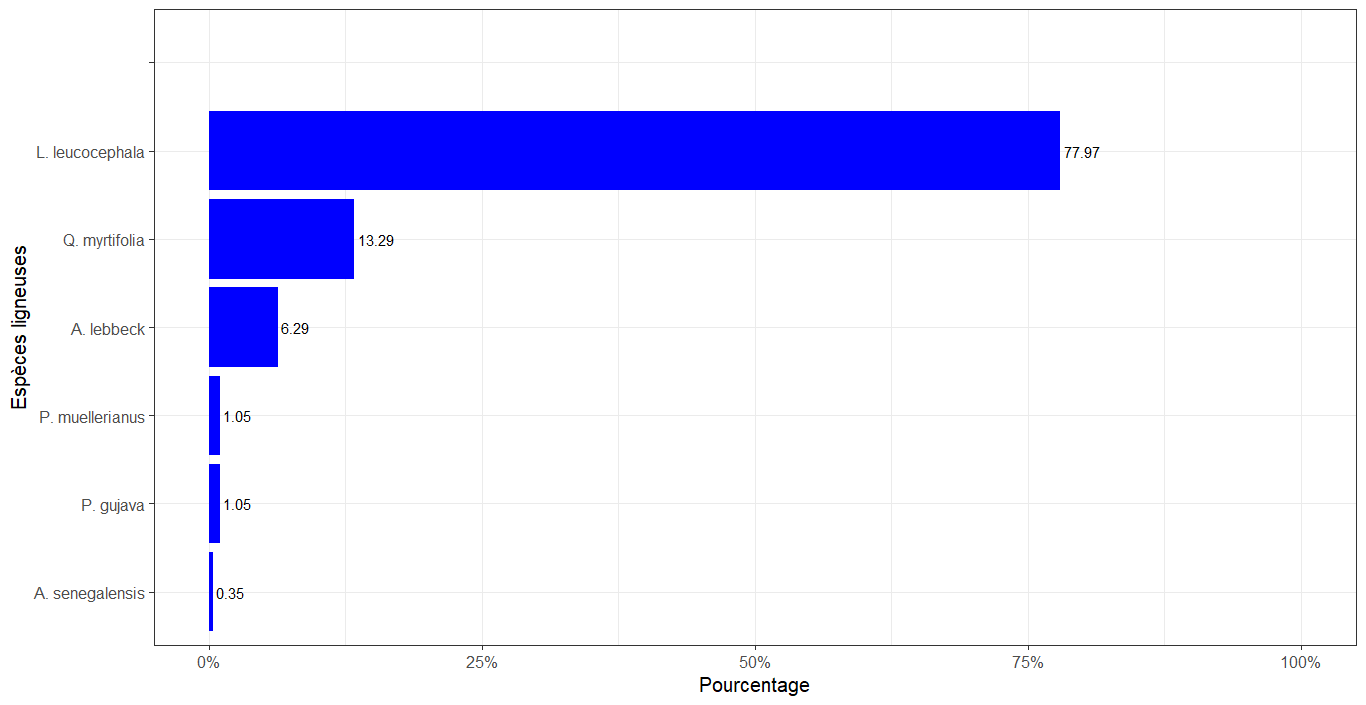 L. leucocephala
77.97
Q. myrtifolia
13.29
A. lebbeck
6.29
P. muellerianus
1.05
P. gujava
1.05
A. senegalensis
0.35
Espèces ligneuses
0%
25%
50%
75%
100%
Pourcentage